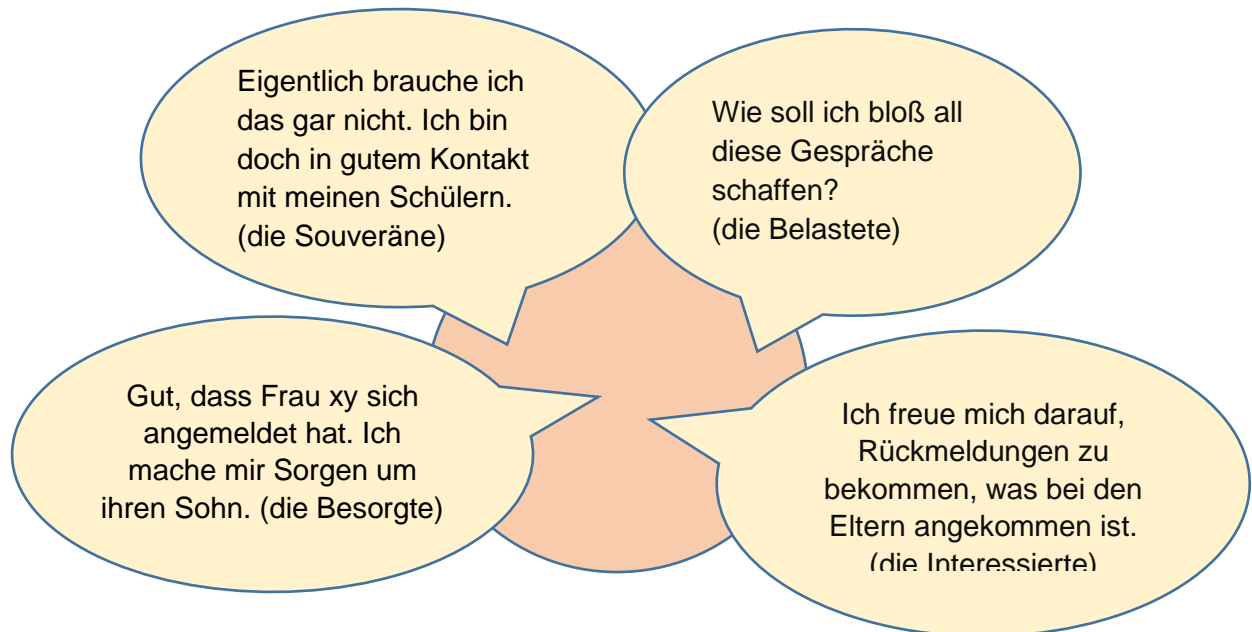 Eigentlich brauche ich
das gar nicht. Ich bin
doch in gutem Kontakt
mit meinen Schülern.
(die Souveräne)
Wie soll ich bloß all
diese Gespräche
schaffen?
(die Belastete)
Gut, dass Frau xy sich
angemeldet hat. Ich
mache mir Sorgen um
ihren Sohn. (die Besorgte)
Ich freue mich darauf,
Rückmeldungen zu
bekommen, was bei den
Eltern angekommen ist.
(die Interessierte)